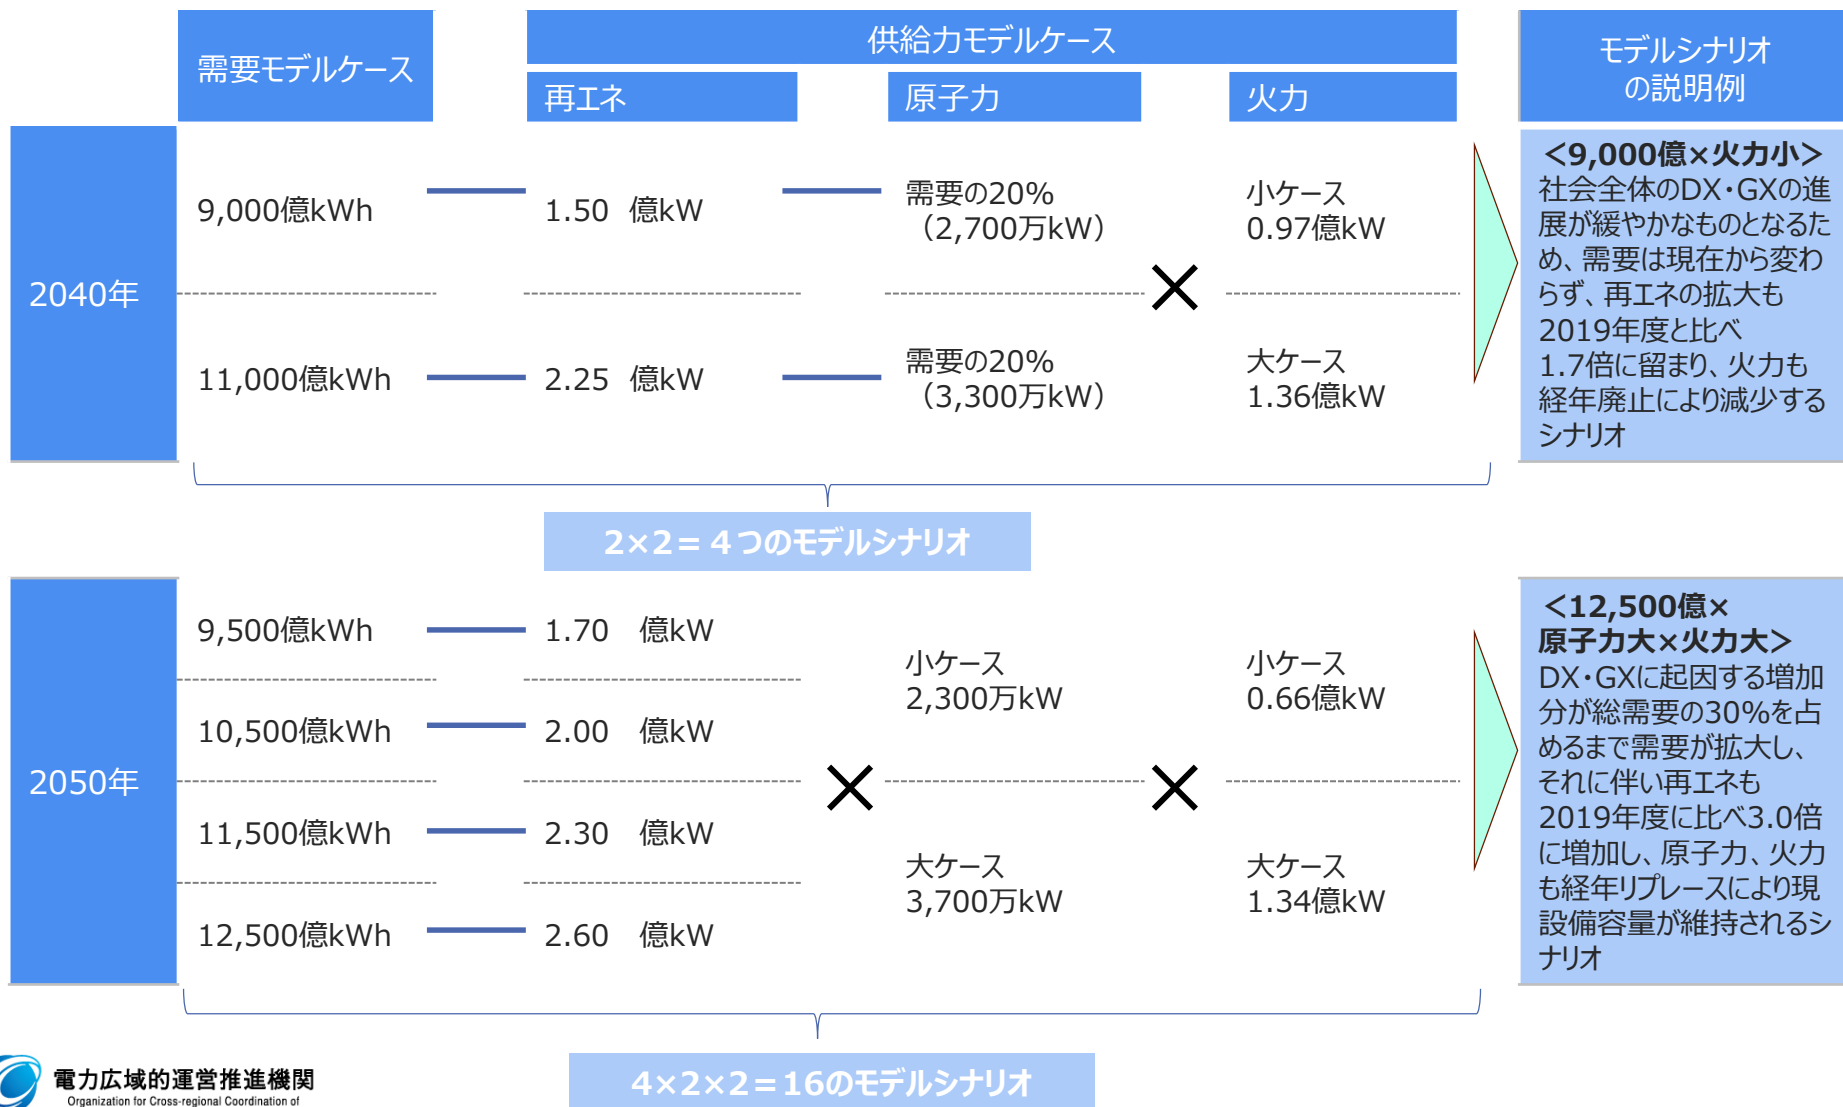 需要モデルケース
供給力モデルケース
再エネ
原子力
火力
モデルシナリオ
の説明例
2040年
9,000億kWh
1.50 億kW
需要の20%
（2,700万kW）
小ケース
0.97億kW
11,000億kWh
2.25 億kW
需要の20%
（3,300万kW）
大ケース
1.36億kW
×
＜9,000億×火力小＞
社会全体のDX・GXの進
展が緩やかなものとなるた
め、需要は現在から変わ
らず、再エネの拡大も
2019年度と比べ
1.7倍に留まり、火力も
経年廃止により減少する
シナリオ
2×2＝４つのモデルシナリオ
2050年
9,500億kWh
1.70 億kW
10,500億kWh
2.00 億kW
11,500億kWh
2.30 億kW
12,500億kWh
2.60 億kW
×
小ケース
2,300万kW
大ケース
3,700万kW
×
小ケース
0.66億kW
大ケース
1.34億kW
＜12,500億×
原子力大×火力大＞
DX・GXに起因する増加
分が総需要の30%を占
めるまで需要が拡大し、
それに伴い再エネも
2019年度に比べ3.0倍
に増加し、原子力、火力
も経年リプレースにより現
設備容量が維持されるシ
ナリオ
4×2×2＝16のモデルシナリオ
電力広域的運営推進機関
Organization for Cross-regional Coordination of